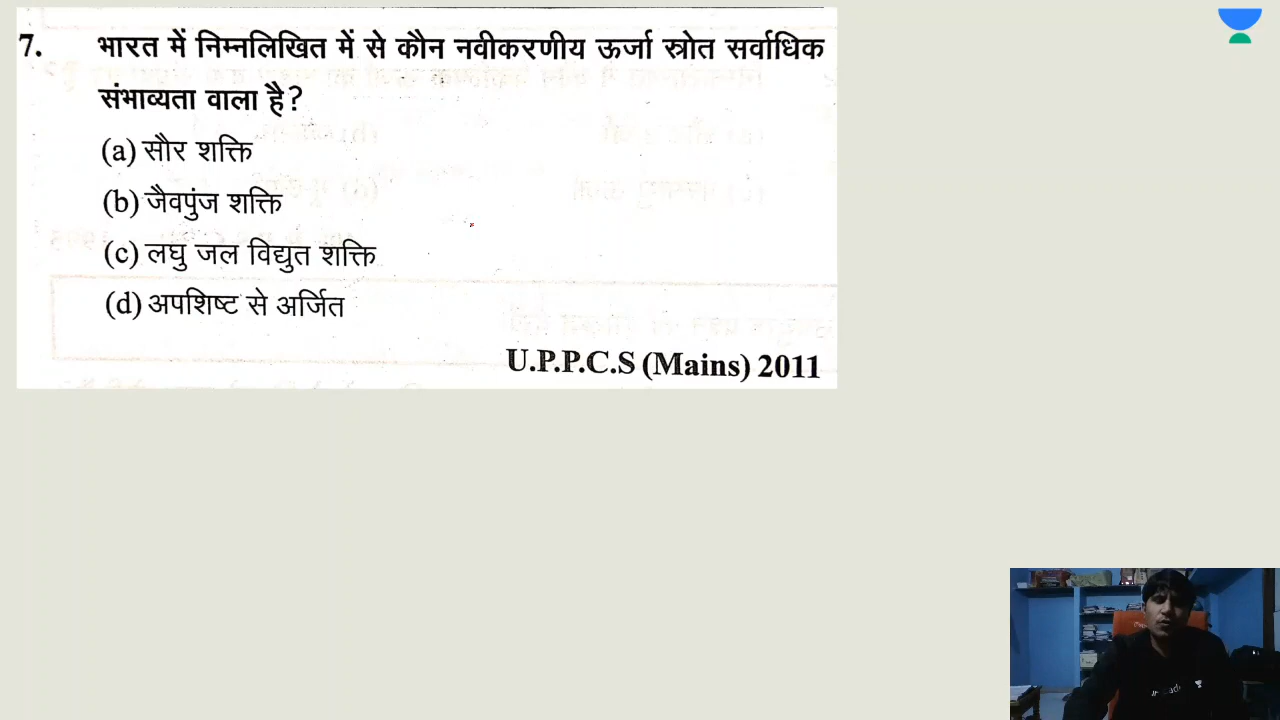 7. भारत में निम्नलिखित में से कौन नवीकरणीय ऊर्जा स्त्रोत सर्वाधिक
संभाव्यता वाला है?
(a) सौर शक्ति
(b) जैवपुंज शक्ति
(c) लघु जल विद्युत शक्ति
(d) अपशिष्ट से अर्जित
U.P.P.C.S (Mains) 2011